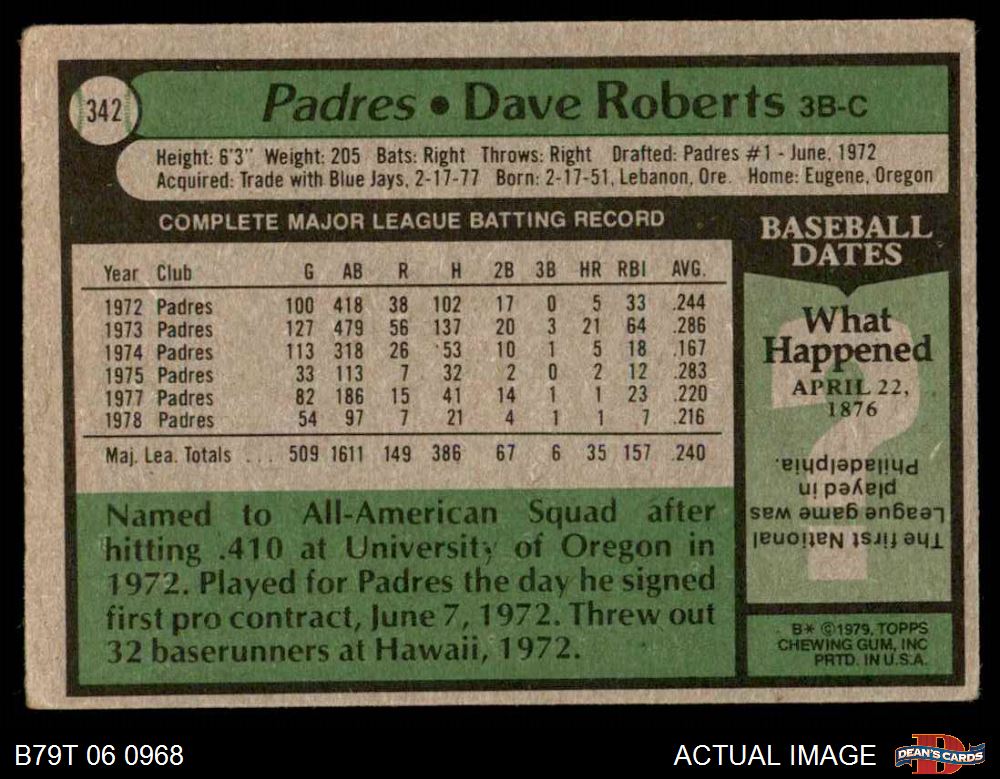 342
Padres • Dave Roberts 3B-C
Height: 6'3" Weight: 205 Bats: Right Throws: Right Drafted: Padres #1 - June, 1972
Acquired: Trade with Blue Jays, 2-17-77 Born: 2-17-51, Lebanon, Ore. Home: Eugene, Oregon
COMPLETE MAJOR LEAGUE BATTING RECORD
Year Club G AB R H 2B 3B HR RBI AVG.
1972 Padres 100 418 38 102 17 0 5 33 .244
1973 Padres 127 479 56 137 20 3 21 64 .286
1974 Padres 113 318 26 53 10 1 5 18 .167
1975 Padres 33 113 7 32 2 0 2 12 .283
1977 Padres 82 186 15 41 14 1 1 23 .220
1978 Padres 54 97 7 21 4 1 1 7 .216
Maj. Lea. Totals ... 509 1611 149 386 67 6 35 157 .240
Named to All-American Squad after
hitting .410 at University of Oregon in
1972. Played for Padres the day he signed
first pro contract, June 7, 1972. Threw out
32 baserunners at Hawaii, 1972.
BASEBALL
DATES
What
Happened
APRIL 22,
1876
?
The first National
League game was
played in
Philadelphia.
B* ©1979, TOPPS
CHEWING GUM, INC
PRTD. IN U.S.A.
B79T 06 0968
ACTUAL IMAGE
D
DEAN'S CARDS